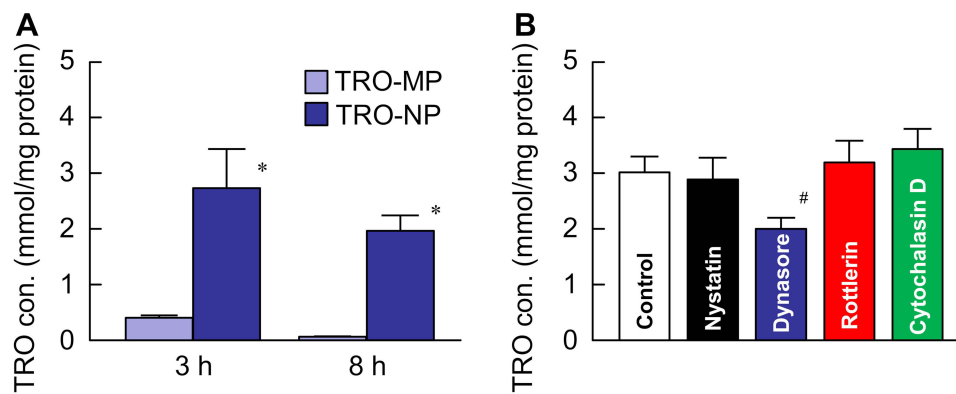 A
TRO con. (mmol/mg protein)
5
4
3
2
1
0
TRO-MP
TRO-NP
*
*
3 h
8 h
B
TRO con. (mmol/mg protein)
5
4
3
2
1
0
Control
Nystatin
Dynasore
#
Rottlerin
Cytochalasin D